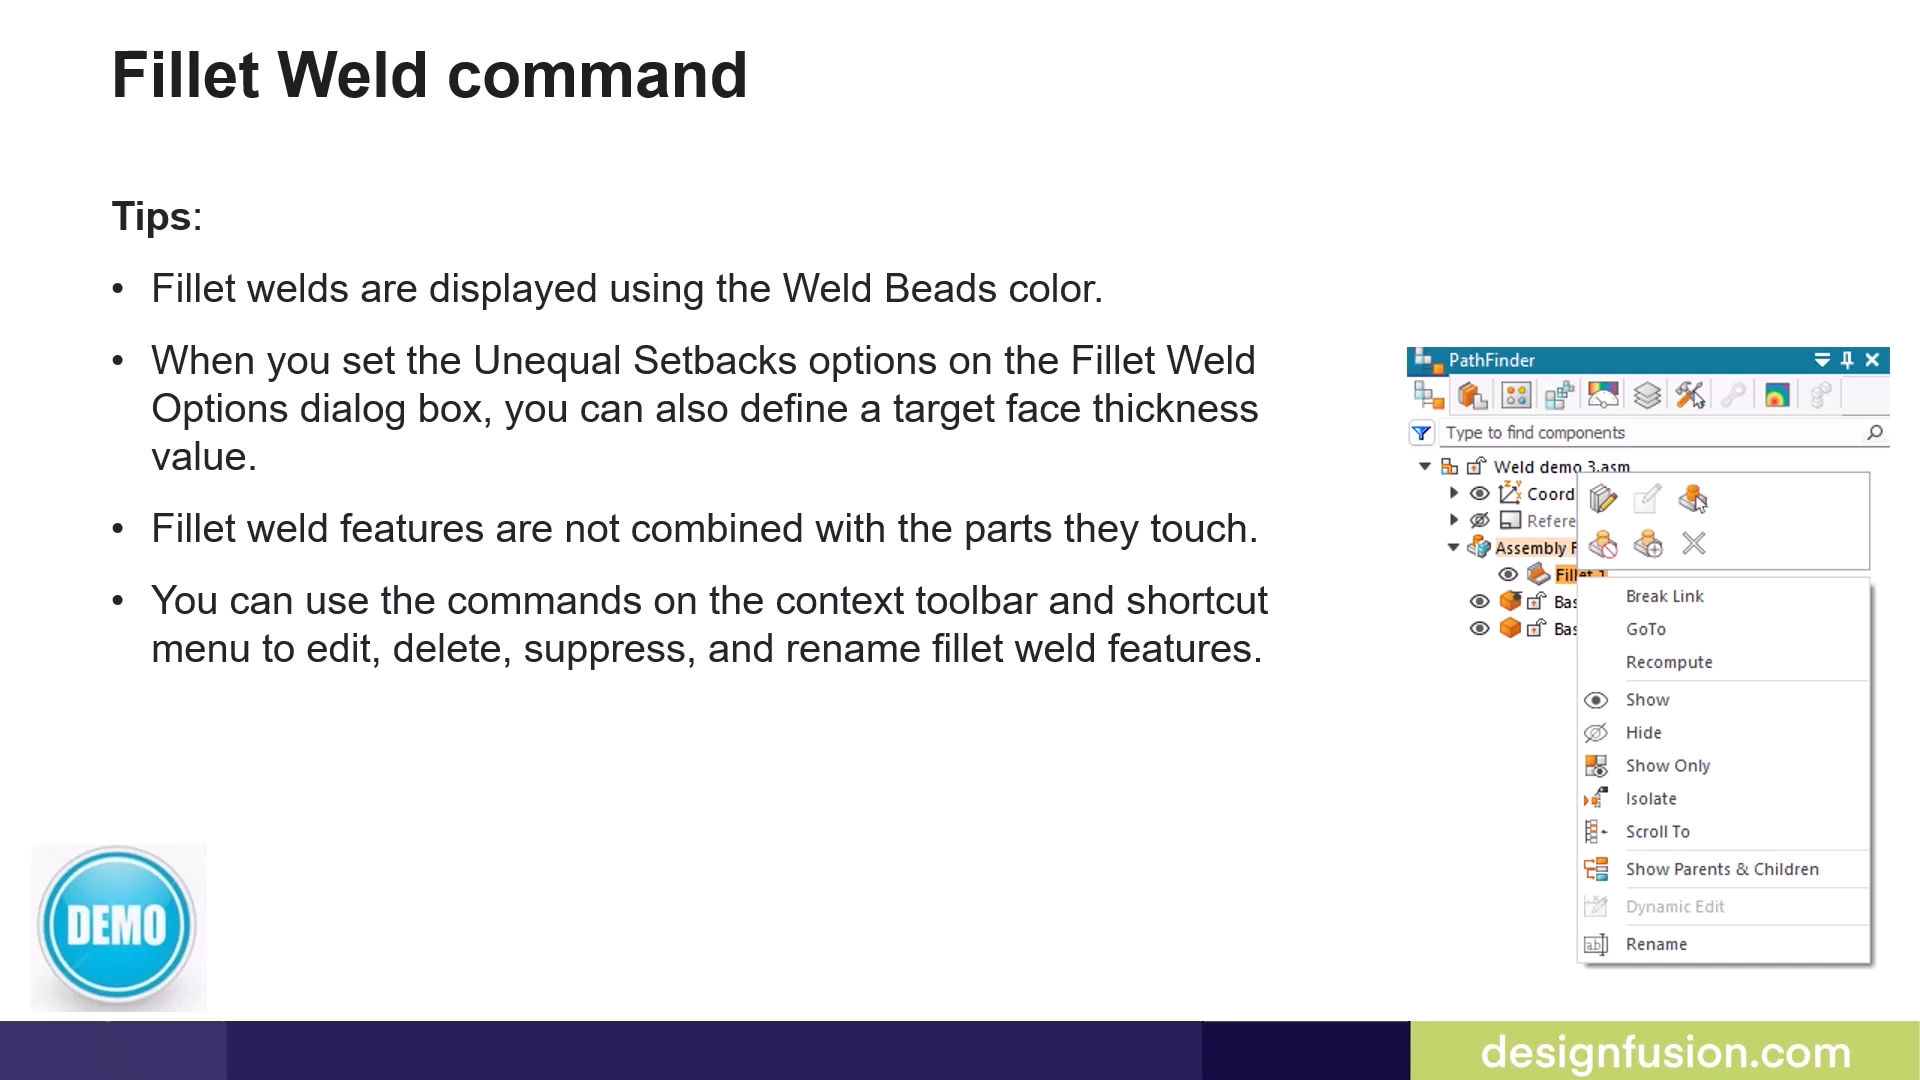 Fillet Weld command
Tips:
• Fillet welds are displayed using the Weld Beads color.
• When you set the Unequal Setbacks options on the Fillet Weld
Options dialog box, you can also define a target face thickness
value.
• Fillet weld features are not combined with the parts they touch.
• You can use the commands on the context toolbar and shortcut
menu to edit, delete, suppress, and rename fillet weld features.
PathFinder
Type to find components
Weld demo 3.asm
Coord
Refere
Assembly F
Fillet 1
Bas
Bas
Break Link
GoTo
Recompute
Show
Hide
Show Only
Isolate
Scroll To
Show Parents & Children
Dynamic Edit
Rename
DEMO
designfusion.com